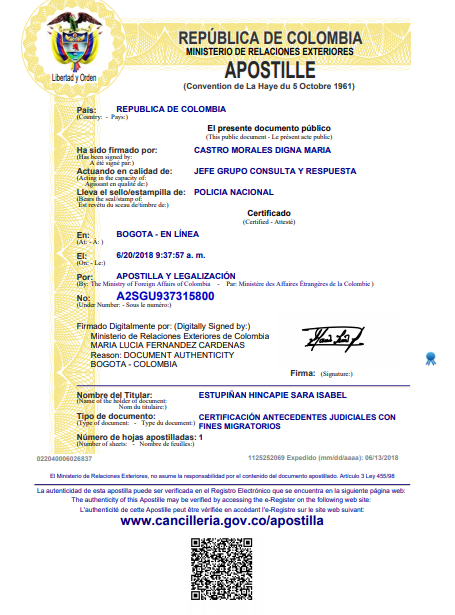 REPÚBLICA DE COLOMBIA
MINISTERIO DE RELACIONES EXTERIORES
APOSTILLE
(Convention de La Haye du 5 Octobre 1961)
Libertad y Orden
País: REPUBLICA DE COLOMBIA
(Country: - Pays:)
El presente documento público
(This public document - Le présent acte public)
Ha sido firmado por: CASTRO MORALES DIGNA MARIA
(Has been signed by:
A été signé par:)
Actuando en calidad de: JEFE GRUPO CONSULTA Y RESPUESTA
(Acting in the capacity of:
Agissant en qualité de:)
Lleva el sello/estampilla de: POLICIA NACIONAL
(Bears the seal/stamp of:
Est revêtu du sceau de/timbre de:)
Certificado
(Certified - Attesté)
En: BOGOTA - EN LÍNEA
(At: - À: )
El: 6/20/2018 9:37:57 a. m.
(On: - Le:)
Por: APOSTILLA Y LEGALIZACIÓN
(By: The Ministry of Foreign Affairs of Colombia - Par: Ministère des Affaires Étrangères de la Colombie )
No: A2SGU937315800
(Under Number: - Sous le numéro:)
Firmado Digitalmente por: (Digitally Signed by:)
Ministerio de Relaciones Exteriores de Colombia
MARIA LUCIA FERNANDEZ CARDENAS
Reason: DOCUMENT AUTHENTICITY
BOGOTA - COLOMBIA
Firma: (Signature:)
Nombre del Titular: ESTUPIÑAN HINCAPIE SARA ISABEL
(Name of the holder of document:
Nom du titulaire:)
Tipo de documento: CERTIFICACIÓN ANTECEDENTES JUDICIALES CON
(Type of document: - Type du document:) FINES MIGRATORIOS
Número de hojas apostilladas: 1
(Number of sheets: - Nombre de feuilles:)
022040006026837 1125252069 Expedido (mm/dd/aaaa): 06/13/2018
El Ministerio de Relaciones Exteriores, no asume la responsabilidad por el contenido del documento apostillado. Artículo 3 Ley 455/98
La autenticidad de esta apostilla puede ser verificada en el Registro Electrónico que se encuentra en la siguiente página web:
The authenticity of this Apostille may be verified by accessing the e-Register on the following web site:
L'authenticité de cette Apostille peut être vérifiée en accédant l'e-Registre sur le site web suivant:
www.cancilleria.gov.co/apostilla